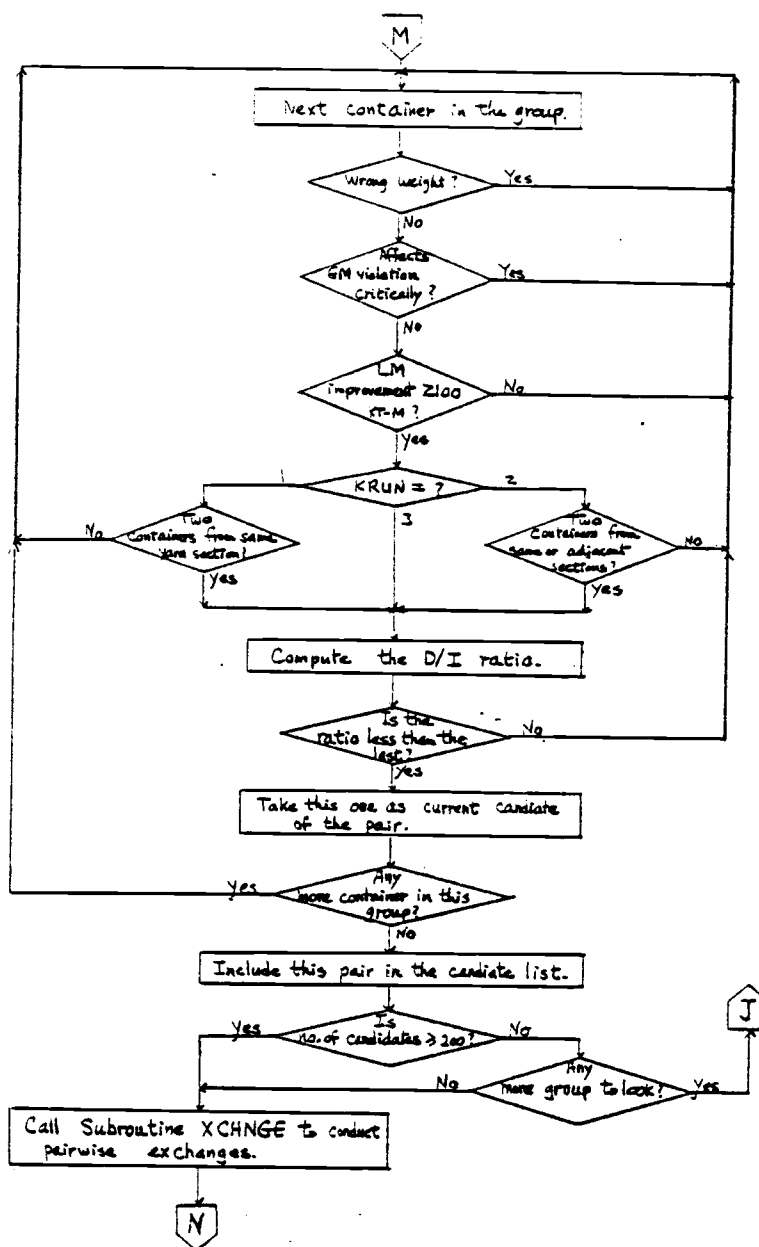 M
Next container in the group.
Wrong weight?
Yes
No
Affects
GM violation
critically?
Yes
No
LM
improvement ≥100
KT-M?
No
Yes
KRUN = ?
1
2
3
Two
containers from same
yard section?
No
Yes
Two
containers from
same or adjacent
sections?
No
Yes
Compute the D/I ratio.
Is the
ratio less than the
last?
No
Yes
Take this one as current candiate
of the pair.
Any
more container in this
group?
Yes
No
Include this pair in the candiate list.
Is
no. of candidates ≥ 200?
Yes
No
Any
more group to look?
No
Yes
J
Call Subroutine XCHNGE to conduct
pairwise exchanges.
N